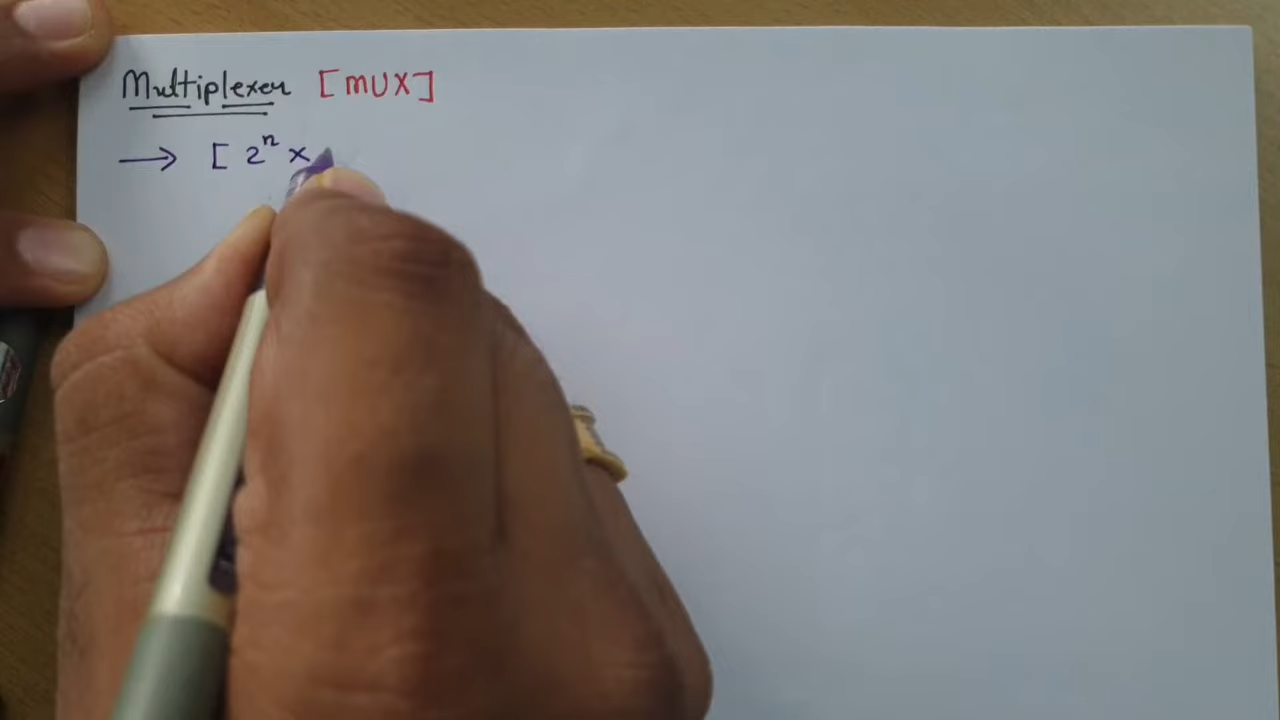 Multiplexer [MUX]
→ [ 2ⁿ ×